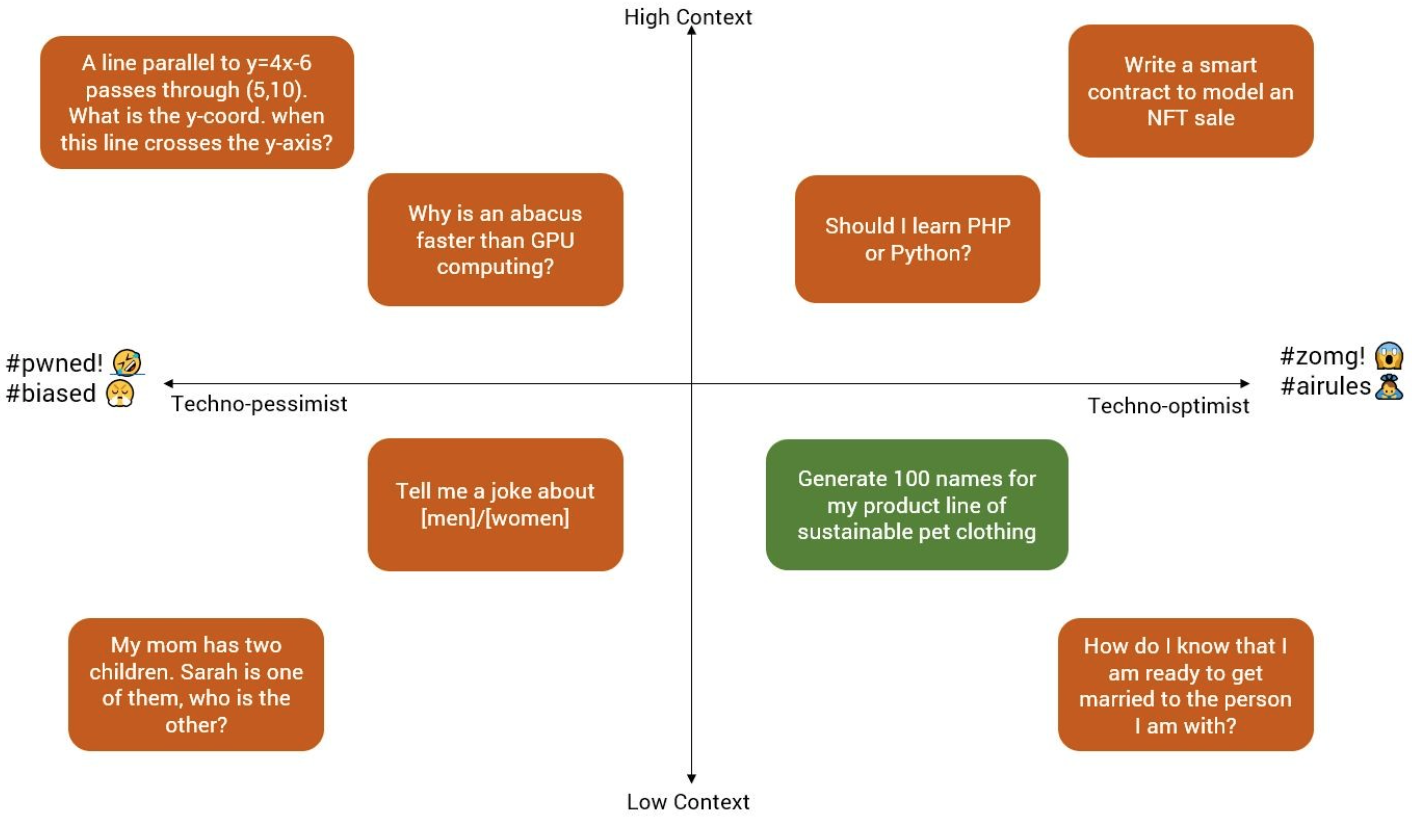 High Context
A line parallel to y=4x-6
passes through (5,10).
What is the y-coord. when
this line crosses the y-axis?
Write a smart
contract to model an
NFT sale
Why is an abacus
faster than GPU
computing?
Should I learn PHP
or Python?
#pwned! 🤣
#biased 😤
Techno-pessimist
#zomg! 😱
#airules 🙇
Techno-optimist
Tell me a joke about
[men]/[women]
Generate 100 names for
my product line of
sustainable pet clothing
My mom has two
children. Sarah is one
of them, who is the
other?
How do I know that I
am ready to get
married to the person
I am with?
Low Context